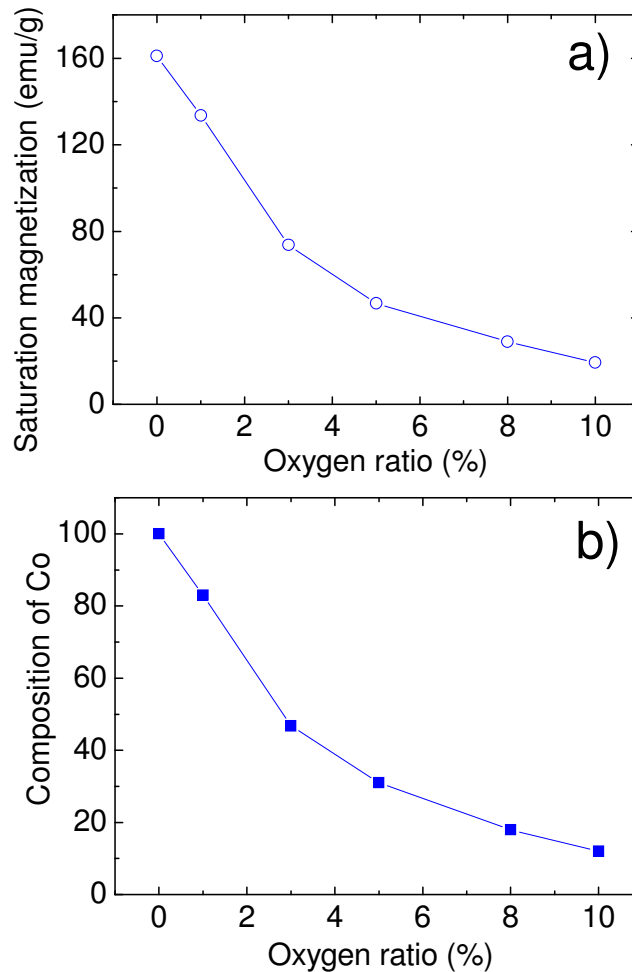 a)
Saturation magnetization (emu/g)
160
120
80
40
0
0 2 4 6 8 10
Oxygen ratio (%)
b)
Composition of Co
100
80
60
40
20
0
0 2 4 6 8 10
Oxygen ratio (%)